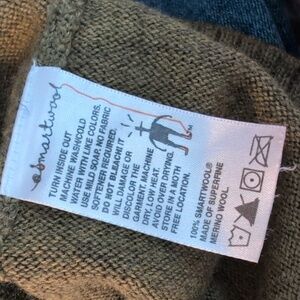 smartwool
TURN INSIDE OUT
MACHINE WASH/COLD
WATER WITH LIKE COLORS.
USE MILD SOAP. NO FABRIC
SOFTENER REQUIRED.
DO NOT BLEACH! IT
WILL DAMAGE OR
DISCOLOR THE
GARMENT. MACHINE
DRY, LOW HEAT.
AVOID OVER DRYING.
STORE IN A MOTH
FREE LOCATION.
100% SMARTWOOL®
MADE OF SUPERFINE
MERINO WOOL